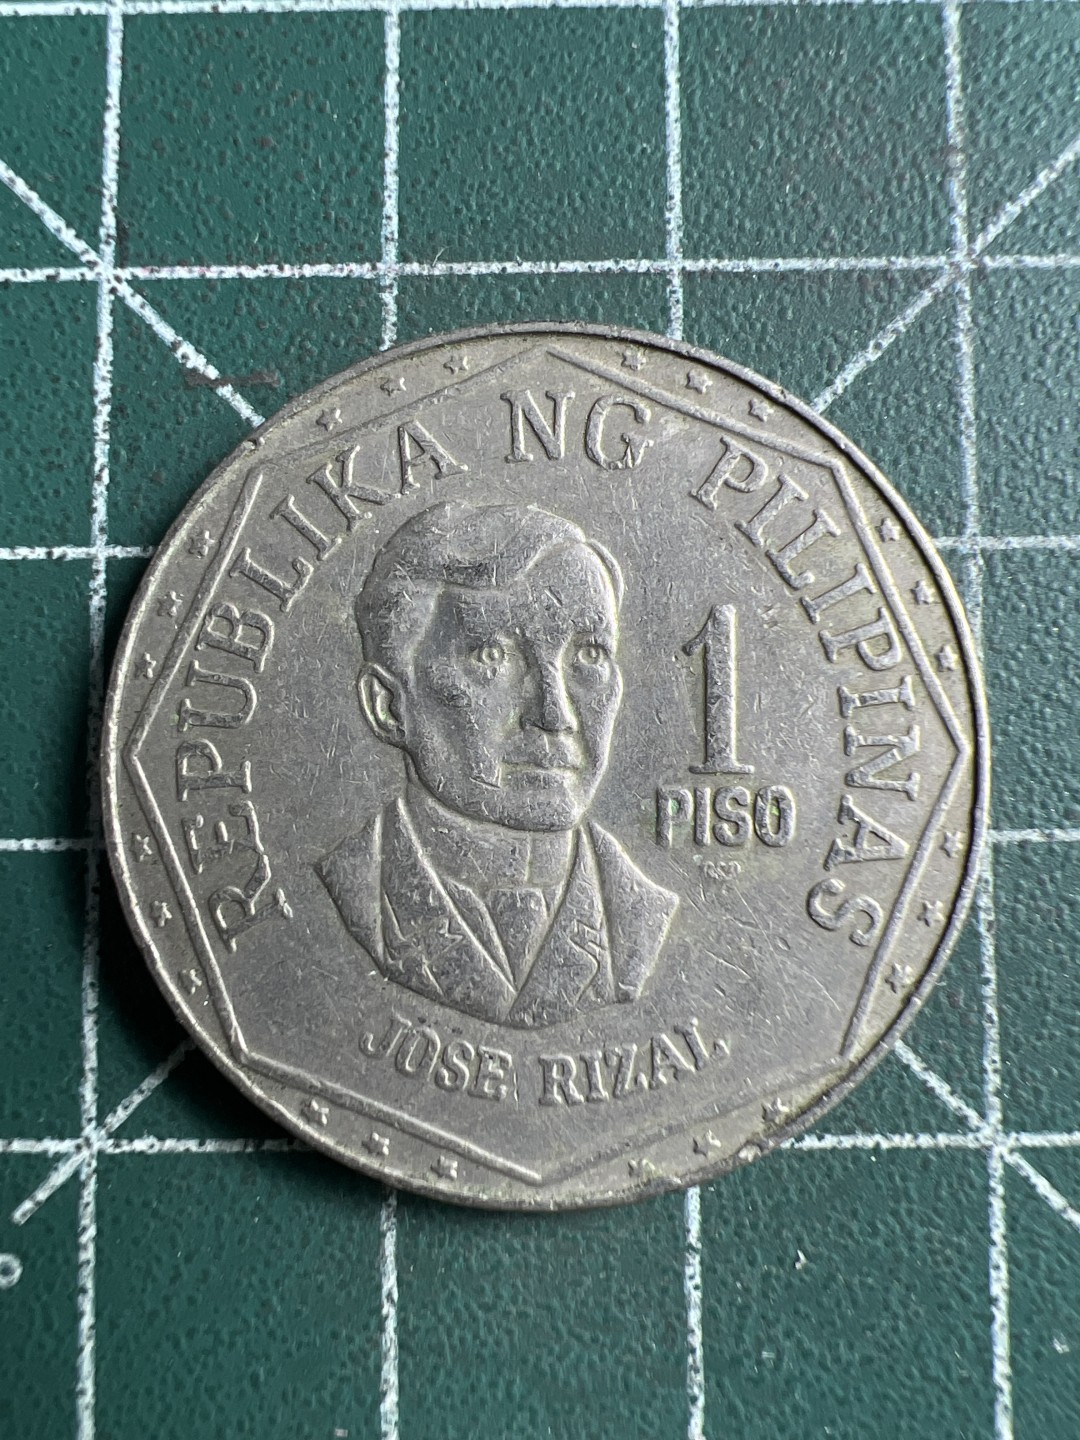 REPUBLIKA NG PILIPINAS
1
PISO
JOSE RIZAL